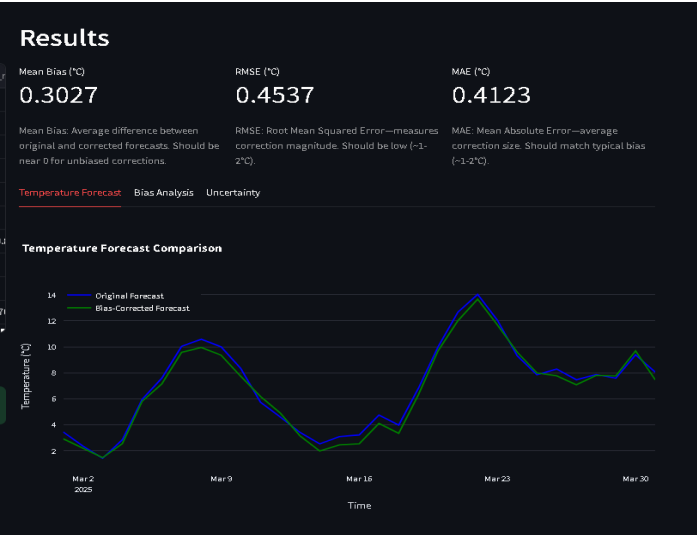 Results
Mean Bias (°C)
0.3027
Mean Bias: Average difference between
original and corrected forecasts. Should be
near 0 for unbiased corrections.
RMSE (°C)
0.4537
RMSE: Root Mean Squared Error—measures
correction magnitude. Should be low (~1-
2°C).
MAE (°C)
0.4123
MAE: Mean Absolute Error—average
correction size. Should match typical bias
(~1-2°C).
Temperature Forecast
Bias Analysis
Uncertainty
Temperature Forecast Comparison
Original Forecast
Bias-Corrected Forecast
Temperature (°C)
14
12
10
8
6
4
2
Mar 2
2025
Mar 9
Mar 16
Mar 23
Mar 30
Time